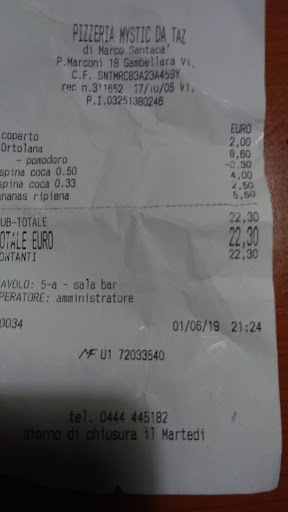 PIZZERIA MYSTIC DA TAZ
di Marco Santaca'
P.Marconi 18 Gambellara Vi.
C.F. SNTMRC83A23A459Y
rec n.311652 17/10/05 Vi.
P.I.03251380246
EURO
coperto 2,00
Ortolana 8,60
- pomodoro -0,30
spina coca 0.50 4,00
spina coca 0.33 2,50
ananas ripiena 5,50
UB-TOTALE 22,30
OTALE EURO 22,30
ONTANTI 22,30
AVOLO: 5-a - sala bar
PERATORE: amministratore
0034 01/06/19 21:24
MF U1 72033540
tel. 0444 445182
giorno di chiusura il Martedi